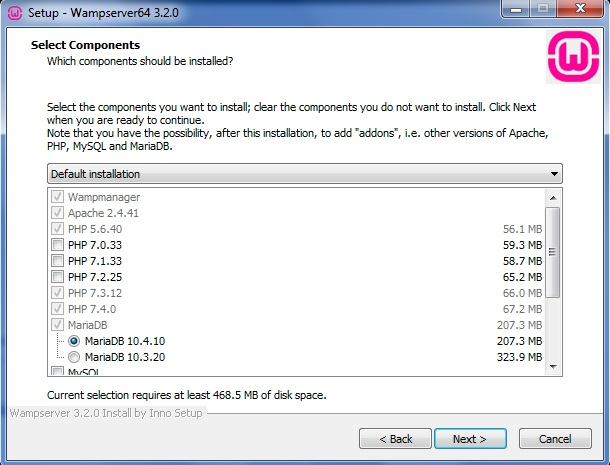 Setup - Wampserver64 3.2.0
Select Components
Which components should be installed?
Select the components you want to install; clear the components you do not want to install. Click Next
when you are ready to continue.
Note that you have the possibility, after this installation, to add "addons", i.e. other versions of Apache,
PHP, MySQL and MariaDB.
Default installation
Wampmanager
Apache 2.4.41
PHP 5.6.40 56.1 MB
PHP 7.0.33 59.3 MB
PHP 7.1.33 58.7 MB
PHP 7.2.25 65.2 MB
PHP 7.3.12 66.0 MB
PHP 7.4.0 67.2 MB
MariaDB 207.3 MB
MariaDB 10.4.10 207.3 MB
MariaDB 10.3.20 323.9 MB
MySQL
Current selection requires at least 468.5 MB of disk space.
Wampserver 3.2.0 Install by Inno Setup
< Back Next > Cancel